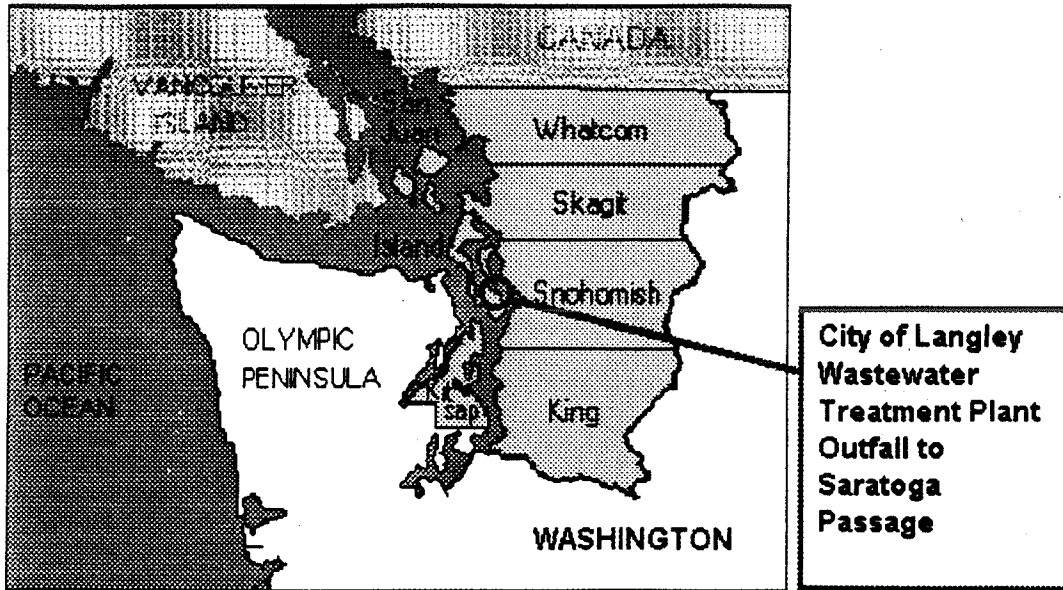 CANADA
VANCOUVER
ISLAND
San
Juan
Whatcom
Skagit
Island
Snohomish
OLYMPIC
PENINSULA
PACIFIC
OCEAN
King
WASHINGTON
City of Langley
Wastewater
Treatment Plant
Outfall to
Saratoga
Passage